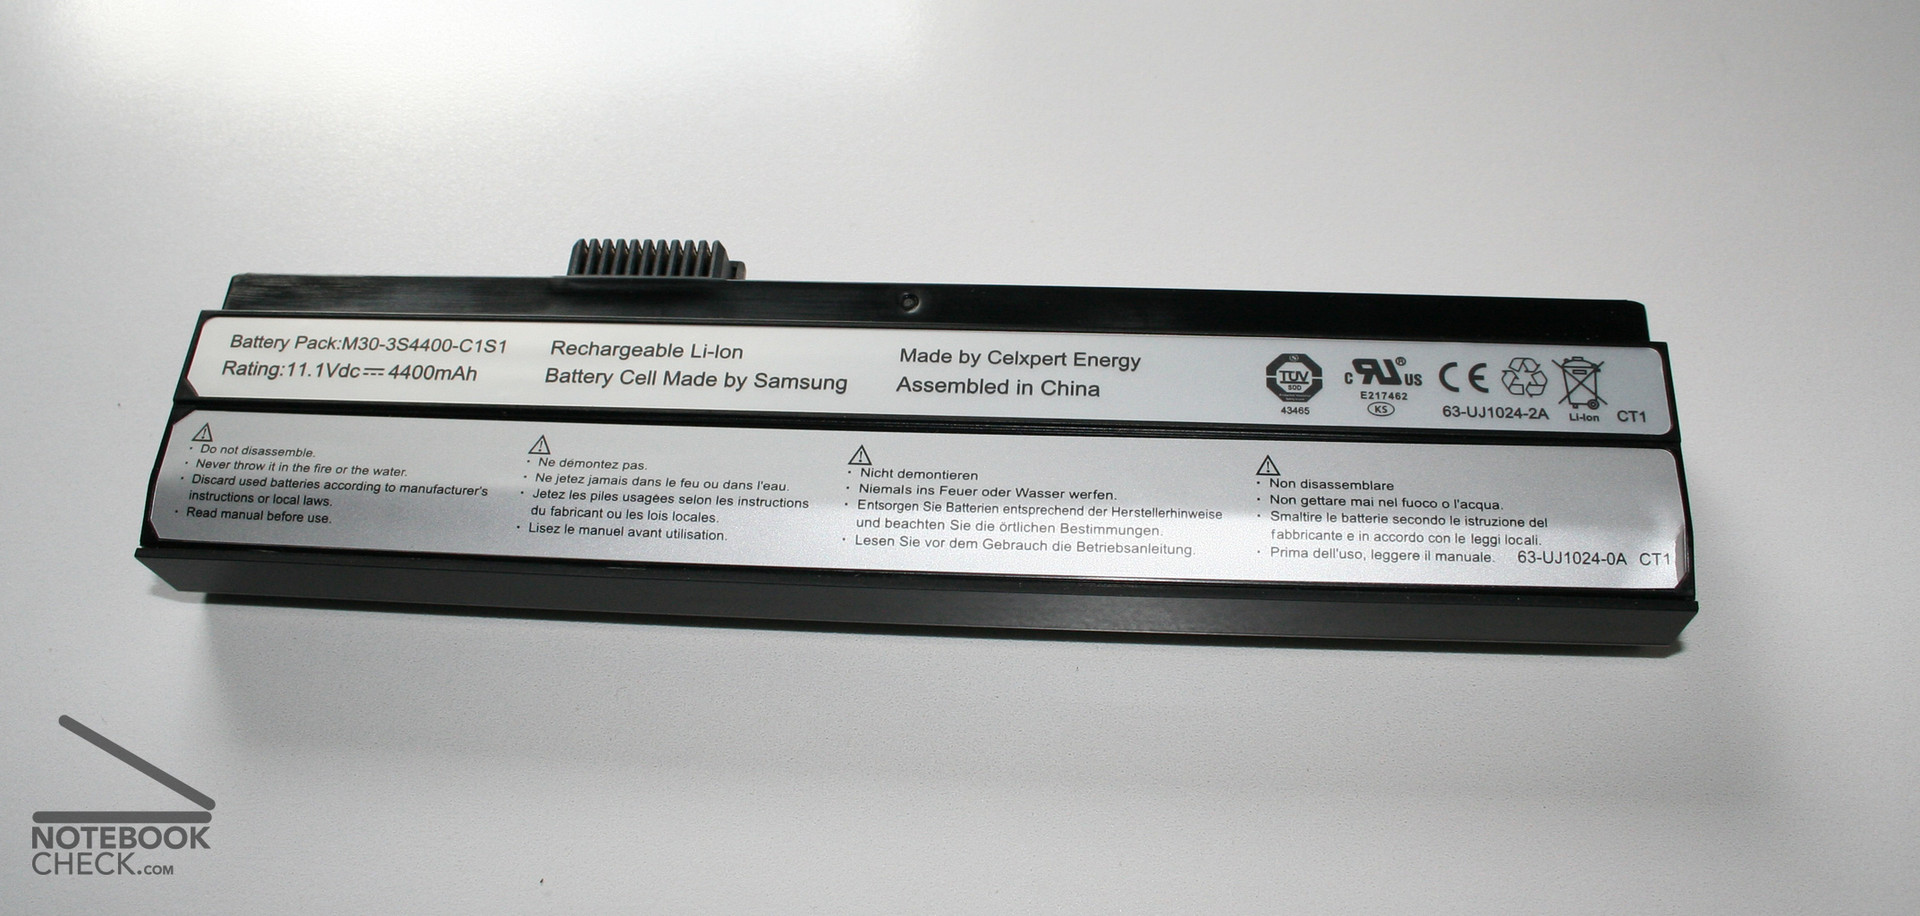 Battery Pack:M30-3S4400-C1S1
Rating:11.1Vdc 4400mAh
Rechargeable Li-Ion
Battery Cell Made by Samsung
Made by Celxpert Energy
Assembled in China
TÜV
SÜD
43465
c RU® US
E217462
KS
CE
63-UJ1024-2A
Li-Ion
CT1
· Do not disassemble.
· Never throw it in the fire or the water.
· Discard used batteries according to manufacturer's
instructions or local laws.
· Read manual before use.
· Ne démontez pas.
· Ne jetez jamais dans le feu ou dans l'eau.
· Jetez les piles usagées selon les instructions
du fabricant ou les lois locales.
· Lisez le manuel avant utilisation.
· Nicht demontieren
· Niemals ins Feuer oder Wasser werfen.
· Entsorgen Sie Batterien entsprechend der Herstellerhinweise
und beachten Sie die örtlichen Bestimmungen.
· Lesen Sie vor dem Gebrauch die Betriebsanleitung.
· Non disassemblare
· Non gettare mai nel fuoco o l'acqua.
· Smaltire le batterie secondo le istruzione del
fabbricante e in accordo con le leggi locali.
· Prima dell'uso, leggere il manuale.
63-UJ1024-0A CT1
NOTEBOOK
CHECK.COM